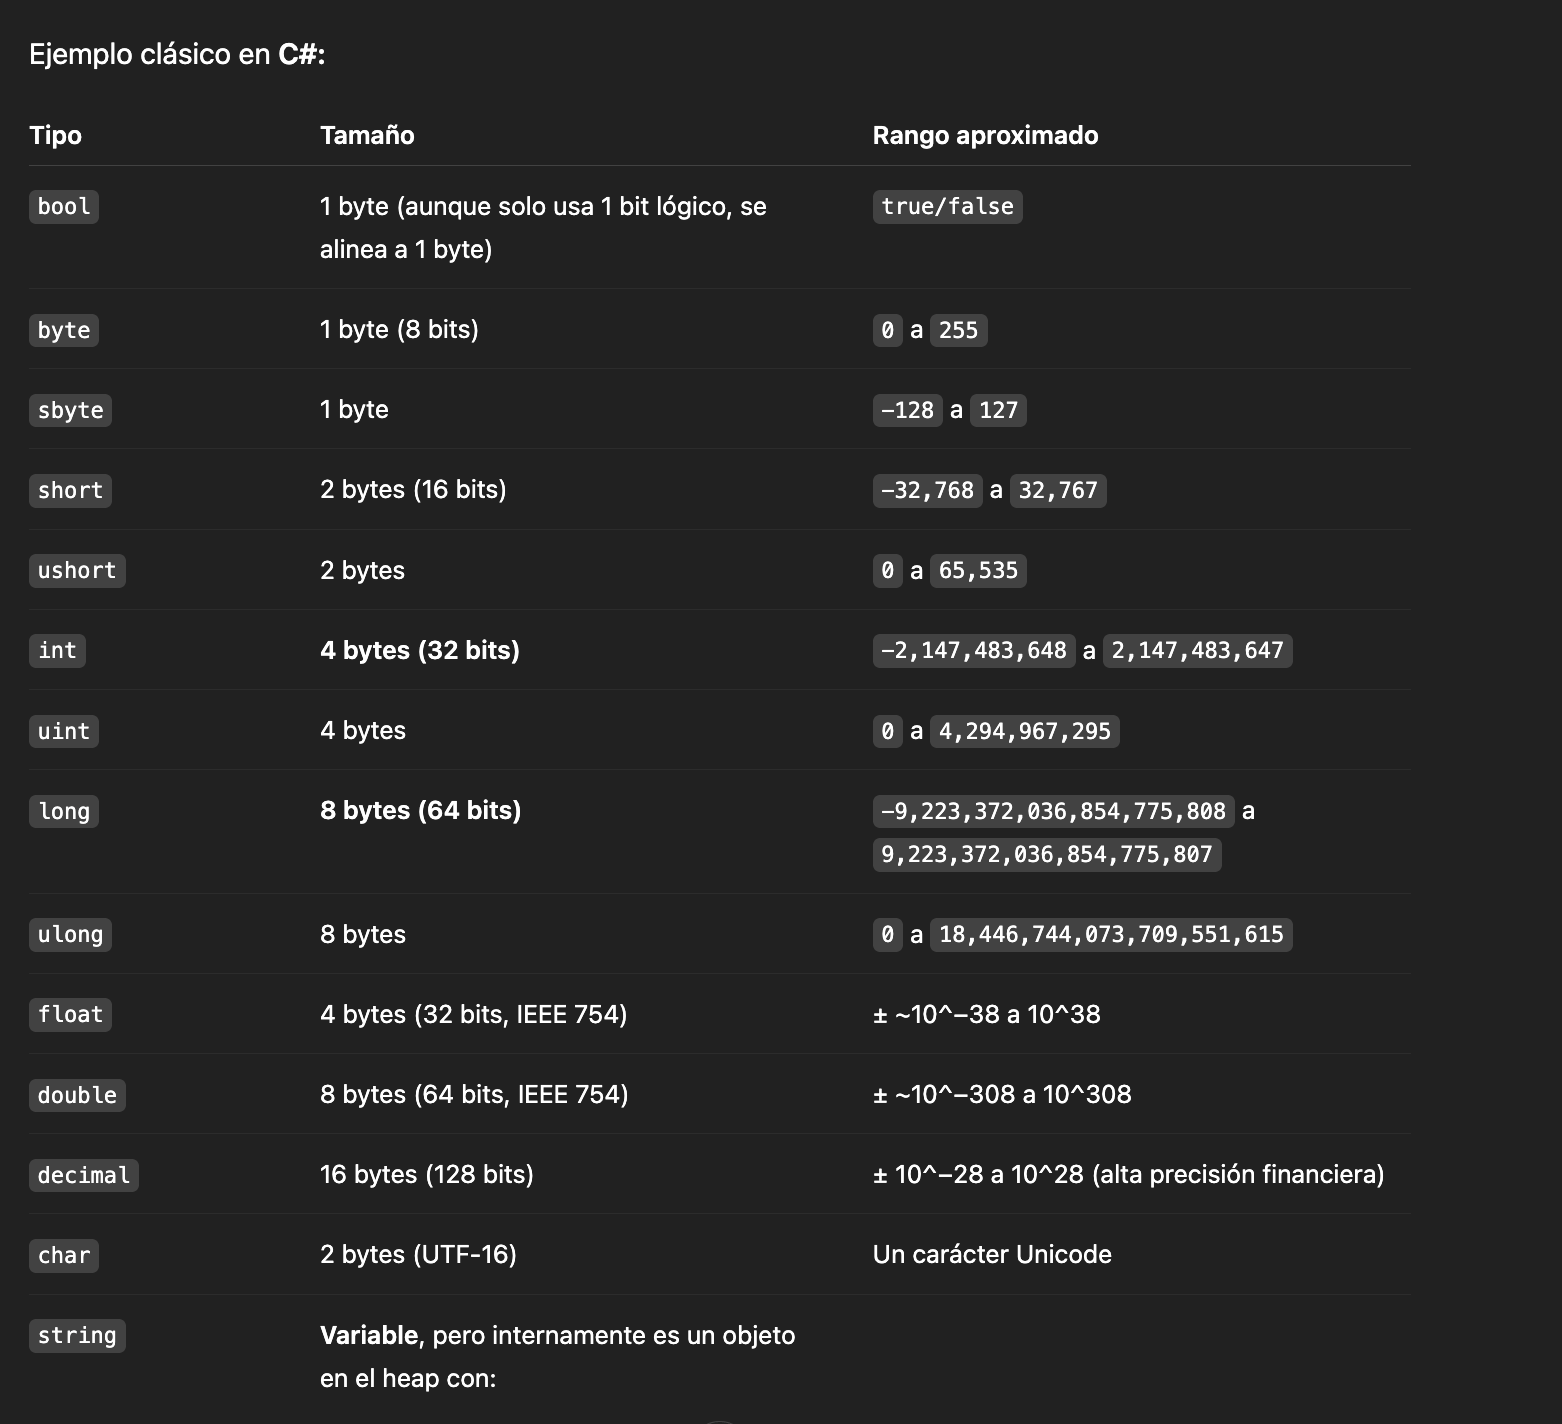 Ejemplo clásico en C#:
Tipo Tamaño Rango aproximado
bool 1 byte (aunque solo usa 1 bit lógico, se true/false
alinea a 1 byte)
byte 1 byte (8 bits) 0 a 255
sbyte 1 byte −128 a 127
short 2 bytes (16 bits) −32,768 a 32,767
ushort 2 bytes 0 a 65,535
int 4 bytes (32 bits) −2,147,483,648 a 2,147,483,647
uint 4 bytes 0 a 4,294,967,295
long 8 bytes (64 bits) −9,223,372,036,854,775,808 a
9,223,372,036,854,775,807
ulong 8 bytes 0 a 18,446,744,073,709,551,615
float 4 bytes (32 bits, IEEE 754) ± ~10^−38 a 10^38
double 8 bytes (64 bits, IEEE 754) ± ~10^−308 a 10^308
decimal 16 bytes (128 bits) ± 10^−28 a 10^28 (alta precisión financiera)
char 2 bytes (UTF-16) Un carácter Unicode
string Variable, pero internamente es un objeto
en el heap con: